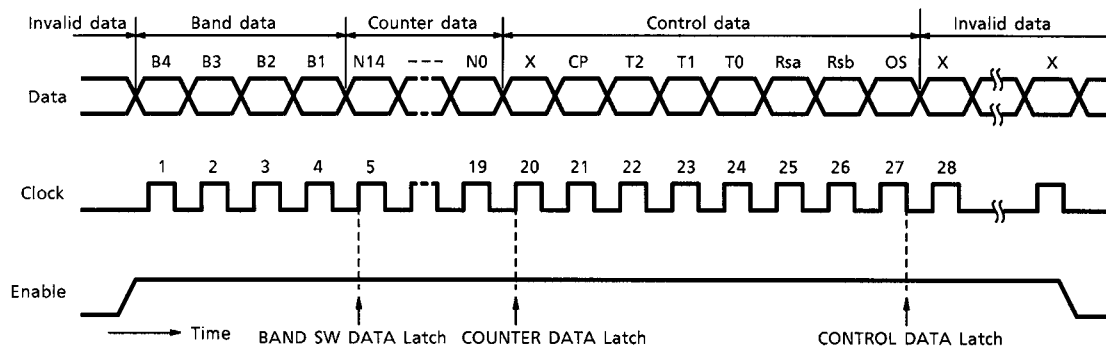 Invalid data Band data Counter data Control data Invalid data
B4 B3 B2 B1 N14 N0 X CP T2 T1 T0 Rsa Rsb OS X X
Data
1 2 3 4 5 19 20 21 22 23 24 25 26 27 28
Clock
Enable
Time BAND SW DATA Latch COUNTER DATA Latch CONTROL DATA Latch